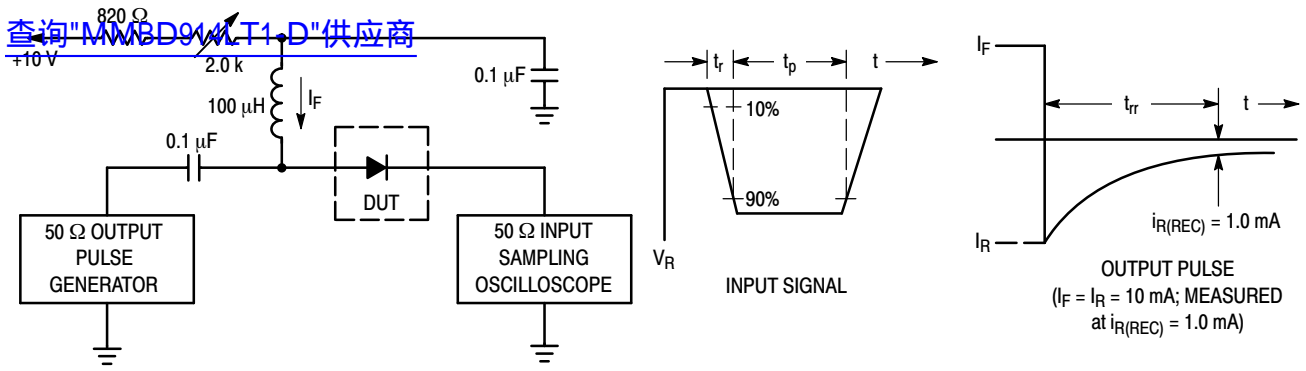 820 Ω
查询"MMBD914LT1-D"供应商
+10 V
2.0 k
0.1 μF
100 μH
I_F
0.1 μF
DUT
50 Ω OUTPUT
PULSE
GENERATOR
50 Ω INPUT
SAMPLING
OSCILLOSCOPE
t_r
t_p
t
10%
90%
V_R
INPUT SIGNAL
I_F
t_rr
t
I_R
i_R(REC) = 1.0 mA
OUTPUT PULSE
(I_F = I_R = 10 mA; MEASURED
at i_R(REC) = 1.0 mA)